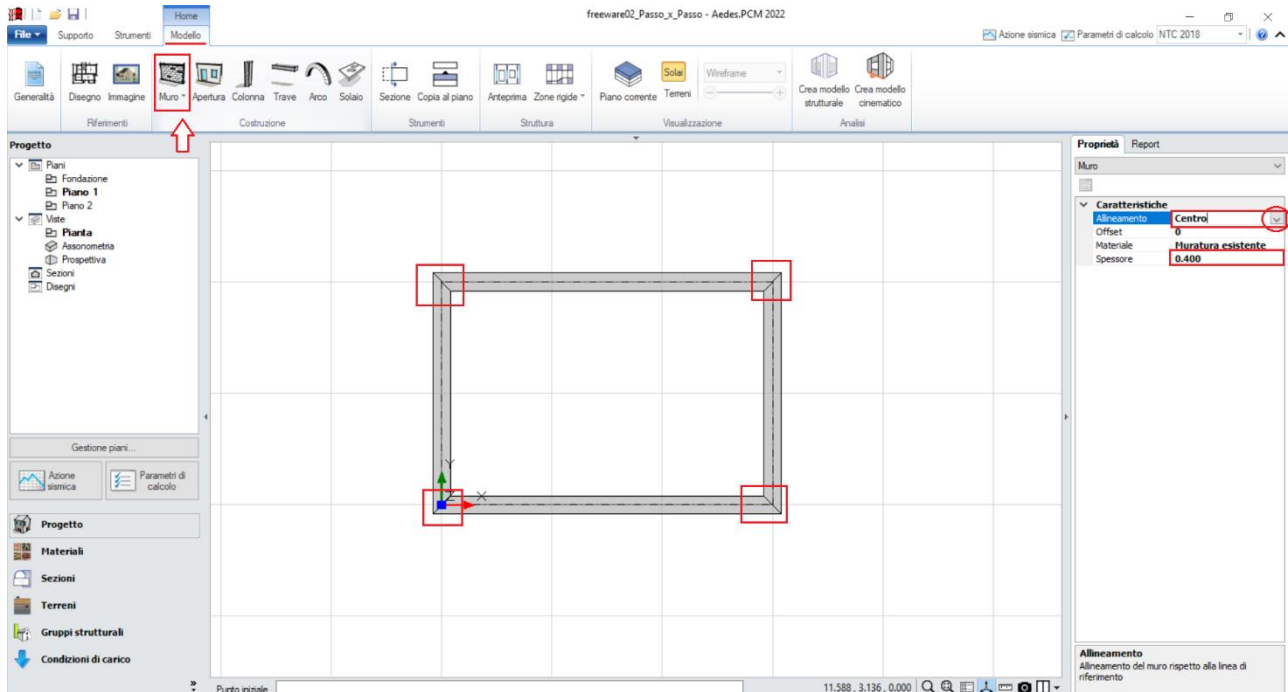 Home
freeware02_Passo_x_Passo - Aedes.PCM 2022
File Supporto Strumenti Modello
Azione sismica Parametri di calcolo NTC 2018
Generalità Disegno Immagine Muro Apertura Colonna Trave Arco Solaio Sezione Copia al piano Anteprima Zone rigide Piano corrente Solai Terreni Wireframe Crea modello strutturale Crea modello cinematico
Riferimenti Costruzione Strumenti Struttura Visualizzazione Analisi
Progetto
Piani
Fondazione
Piano 1
Piano 2
Viste
Pianta
Assonometria
Prospettiva
Sezioni
Disegni
Gestione piani...
Azione sismica
Parametri di calcolo
Progetto
Materiali
Sezioni
Terreni
Gruppi strutturali
Condizioni di carico
Y
Z X
Punto iniziale
11.588 , 3.136 , 0.000
Proprietà Report
Muro
Caratteristiche
Allineamento Centro
Offset 0
Materiale Muratura esistente
Spessore 0.400
Allineamento
Allineamento del muro rispetto alla linea di
riferimento